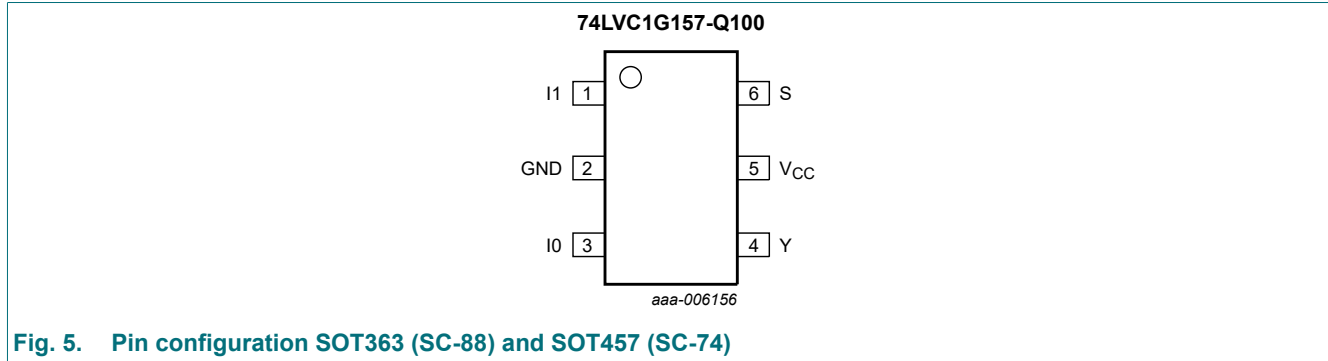 74LVC1G157-Q100
I1 1 6 S
GND 2 5 VCC
I0 3 4 Y
aaa-006156
Fig. 5. Pin configuration SOT363 (SC-88) and SOT457 (SC-74)